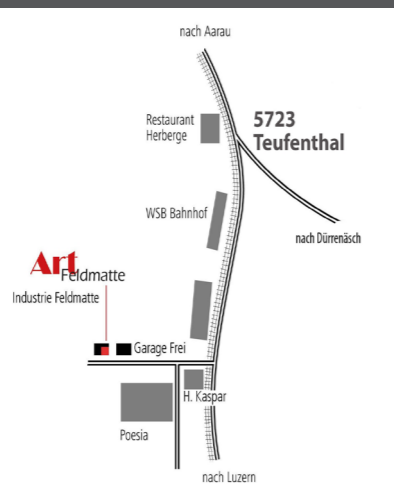 nach Aarau
Restaurant
Herberge
5723
Teufenthal
WSB Bahnhof
nach Dürrenäsch
Art
Feldmatte
Industrie Feldmatte
Garage Frei
H. Kaspar
Poesia
nach Luzern